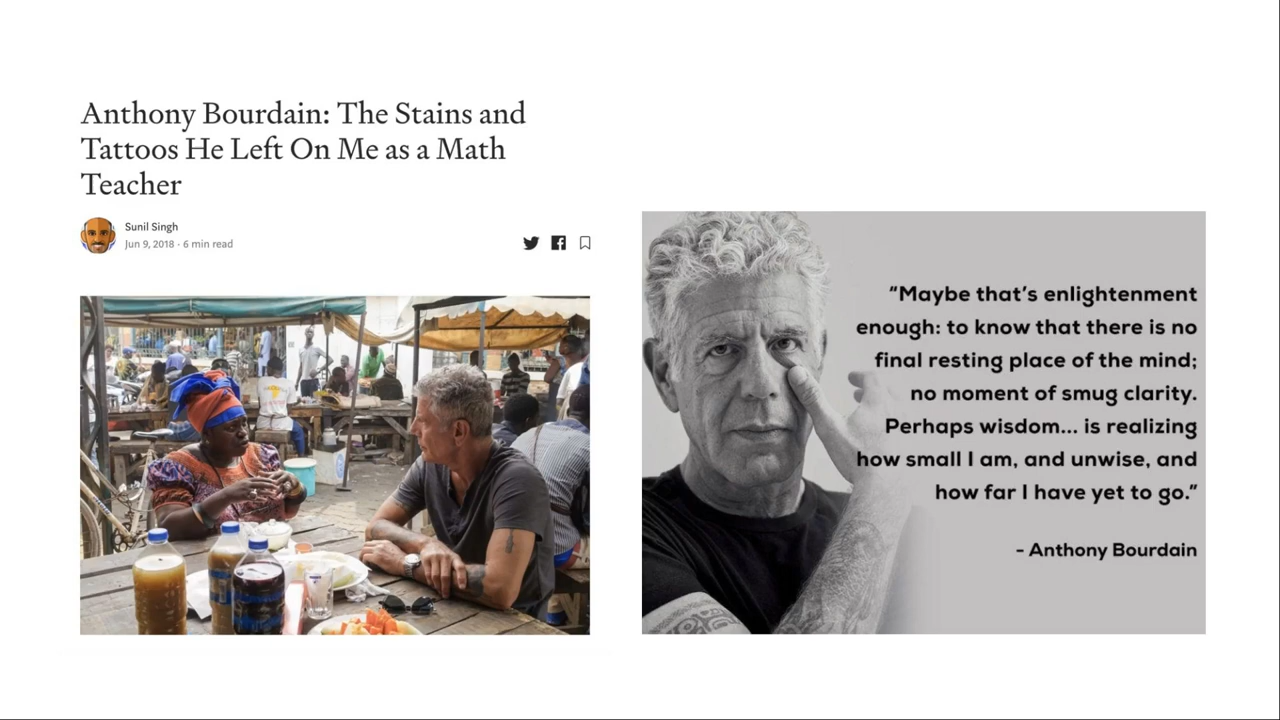 Anthony Bourdain: The Stains and
Tattoos He Left On Me as a Math
Teacher
Sunil Singh
Jun 9, 2018 · 6 min read
“Maybe that’s enlightenment
enough: to know that there is no
final resting place of the mind;
no moment of smug clarity.
Perhaps wisdom... is realizing
how small I am, and unwise, and
how far I have yet to go.”
- Anthony Bourdain